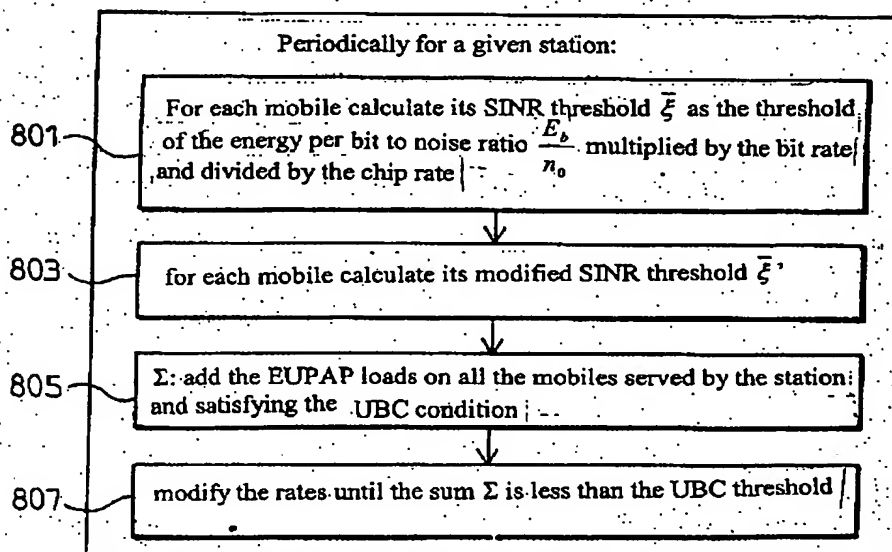 Periodically for a given station:
801
For each mobile calculate its SINR threshold ξ̄ as the threshold
of the energy per bit to noise ratio E_b/n_0 multiplied by the bit rate
and divided by the chip rate
803
for each mobile calculate its modified SINR threshold ξ̄'
805
Σ: add the EUPAP loads on all the mobiles served by the station
and satisfying the UBC condition
807
modify the rates until the sum Σ is less than the UBC threshold